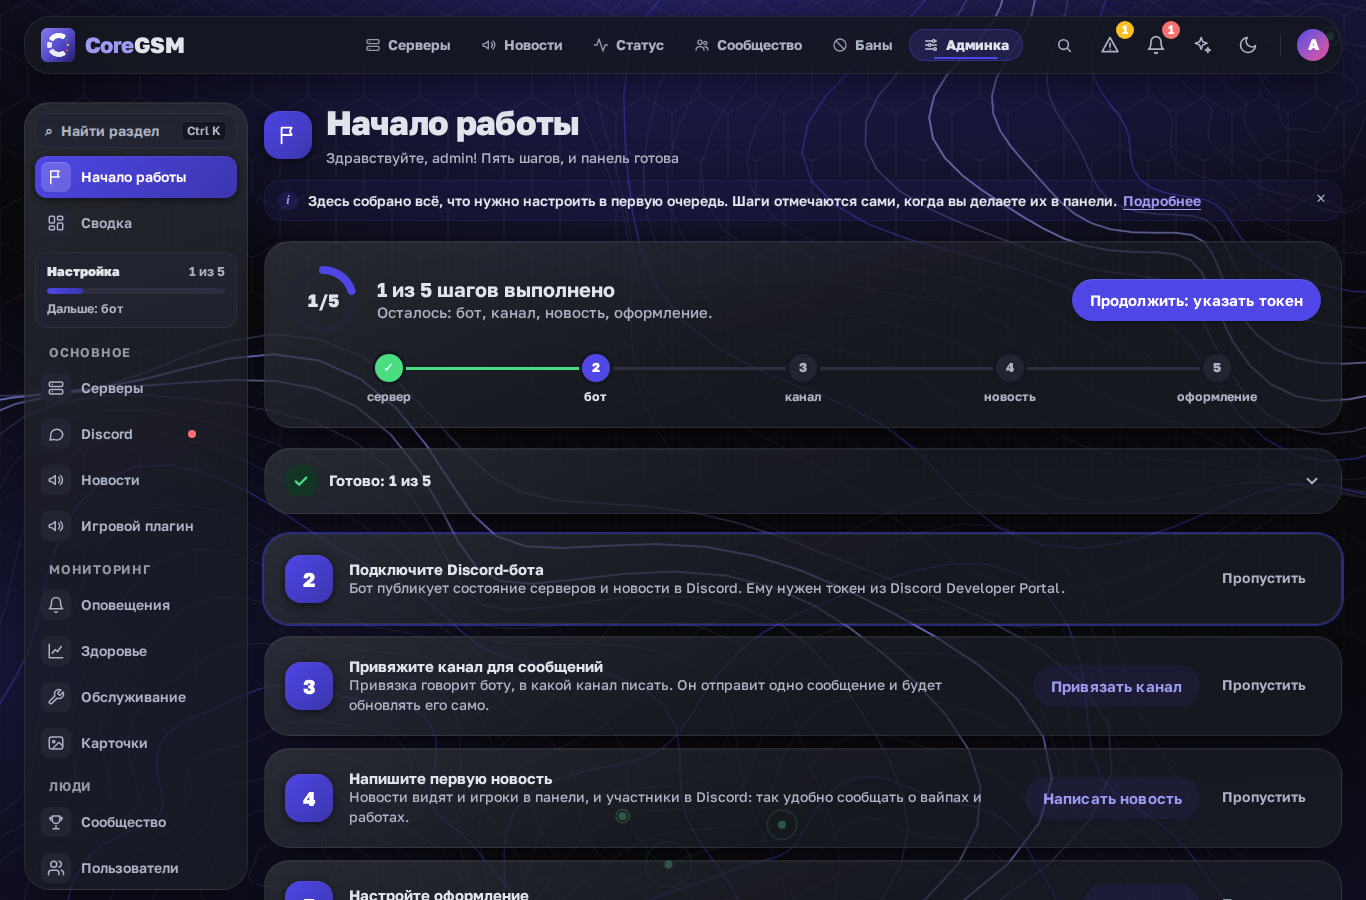 CoreGSM
Серверы
Новости
Статус
Сообщество
Баны
Админка
1
1
A
Найти раздел
Ctrl K
Начало работы
Сводка
Настройка
1 из 5
Дальше: бот
ОСНОВНОЕ
Серверы
Discord
Новости
Игровой плагин
МОНИТОРИНГ
Оповещения
Здоровье
Обслуживание
Карточки
ЛЮДИ
Сообщество
Пользователи
Начало работы
Здравствуйте, admin! Пять шагов, и панель готова
i
Здесь собрано всё, что нужно настроить в первую очередь. Шаги отмечаются сами, когда вы делаете их в панели. Подробнее
1/5
1 из 5 шагов выполнено
Осталось: бот, канал, новость, оформление.
Продолжить: указать токен
2
3
4
5
сервер
бот
канал
новость
оформление
Готово: 1 из 5
2
Подключите Discord-бота
Бот публикует состояние серверов и новости в Discord. Ему нужен токен из Discord Developer Portal.
Пропустить
3
Привяжите канал для сообщений
Привязка говорит боту, в какой канал писать. Он отправит одно сообщение и будет
обновлять его само.
Привязать канал
Пропустить
4
Напишите первую новость
Новости видят и игроки в панели, и участники в Discord: так удобно сообщать о вайпах и
работах.
Написать новость
Пропустить
Настройте оформление